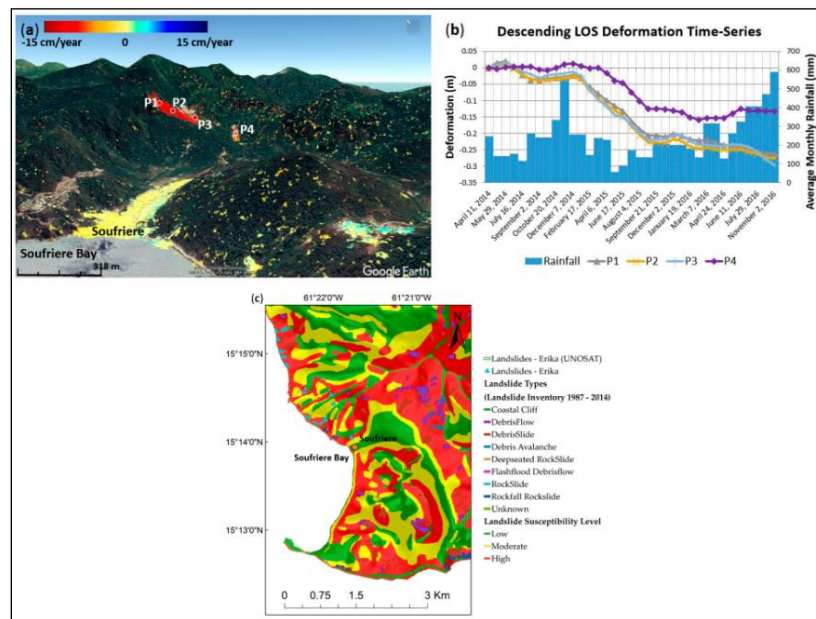 (a)
-15 cm/year 0 15 cm/year
P1 P2
P3 P4
Soufriere
Soufriere Bay
318 m
Google Earth
(b)
Descending LOS Deformation Time-Series
Deformation (m)
0.05
0
-0.05
-0.1
-0.15
-0.2
-0.25
-0.3
-0.35
700
600
500
400
300
200
100
0
Average Monthly Rainfall (mm)
April 11, 2014
May 29, 2014
July 16, 2014
September 2, 2014
October 20, 2014
December 7, 2014
February 17, 2015
April 6, 2015
June 17, 2015
August 4, 2015
September 21, 2015
December 2, 2015
January 19, 2016
March 7, 2016
April 24, 2016
June 11, 2016
July 29, 2016
November 2, 2016
Rainfall P1 P2 P3 P4
(c)
61°22'0"W 61°21'0"W
N
15°15'0"N
15°14'0"N
15°13'0"N
Soufriere
Soufriere Bay
0 0.75 1.5 3 Km
Landslides - Erika (UNOSAT)
Landslides - Erika
Landslide Types
(Landslide Inventory 1987 - 2014)
Coastal Cliff
DebrisFlow
DebrisSlide
Debris Avalanche
Deepseated RockSlide
Flashflood Debrisflow
RockSlide
Rockfall Rockslide
Unknown
Landslide Susceptibility Level
Low
Moderate
High